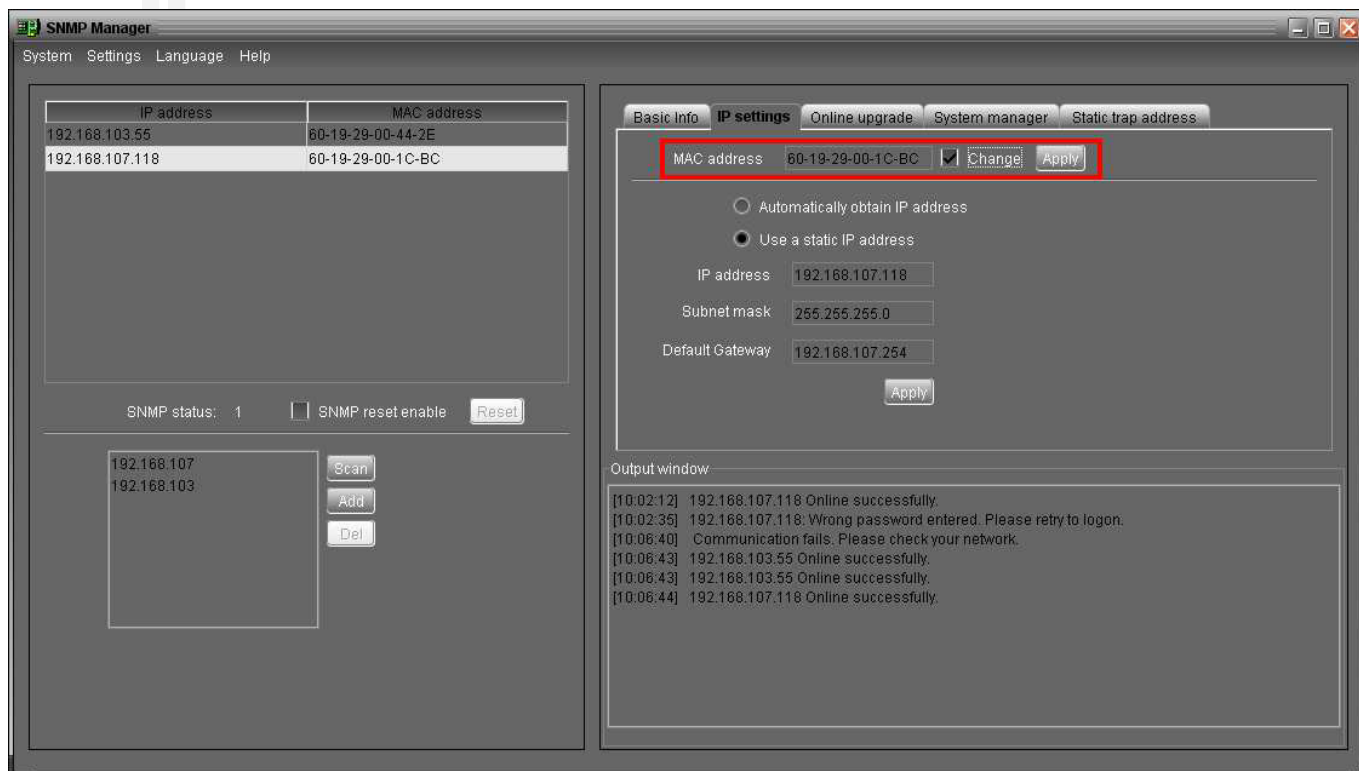 SNMP Manager
System Settings Language Help
IP address MAC address
192.168.103.55 60-19-29-00-44-2E
192.168.107.118 60-19-29-00-1C-BC
SNMP status: 1 SNMP reset enable Reset
192.168.107
192.168.103
Scan
Add
Del
Basic Info IP settings Online upgrade System manager Static trap address
MAC address 60-19-29-00-1C-BC Change Apply
Automatically obtain IP address
Use a static IP address
IP address 192.168.107.118
Subnet mask 255.255.255.0
Default Gateway 192.168.107.254
Apply
Output window
[10:02:12] 192.168.107.118 Online successfully.
[10:02:35] 192.168.107.118: Wrong password entered. Please retry to logon.
[10:06:40] Communication fails. Please check your network.
[10:06:43] 192.168.103.55 Online successfully.
[10:06:43] 192.168.103.55 Online successfully.
[10:06:44] 192.168.107.118 Online successfully.